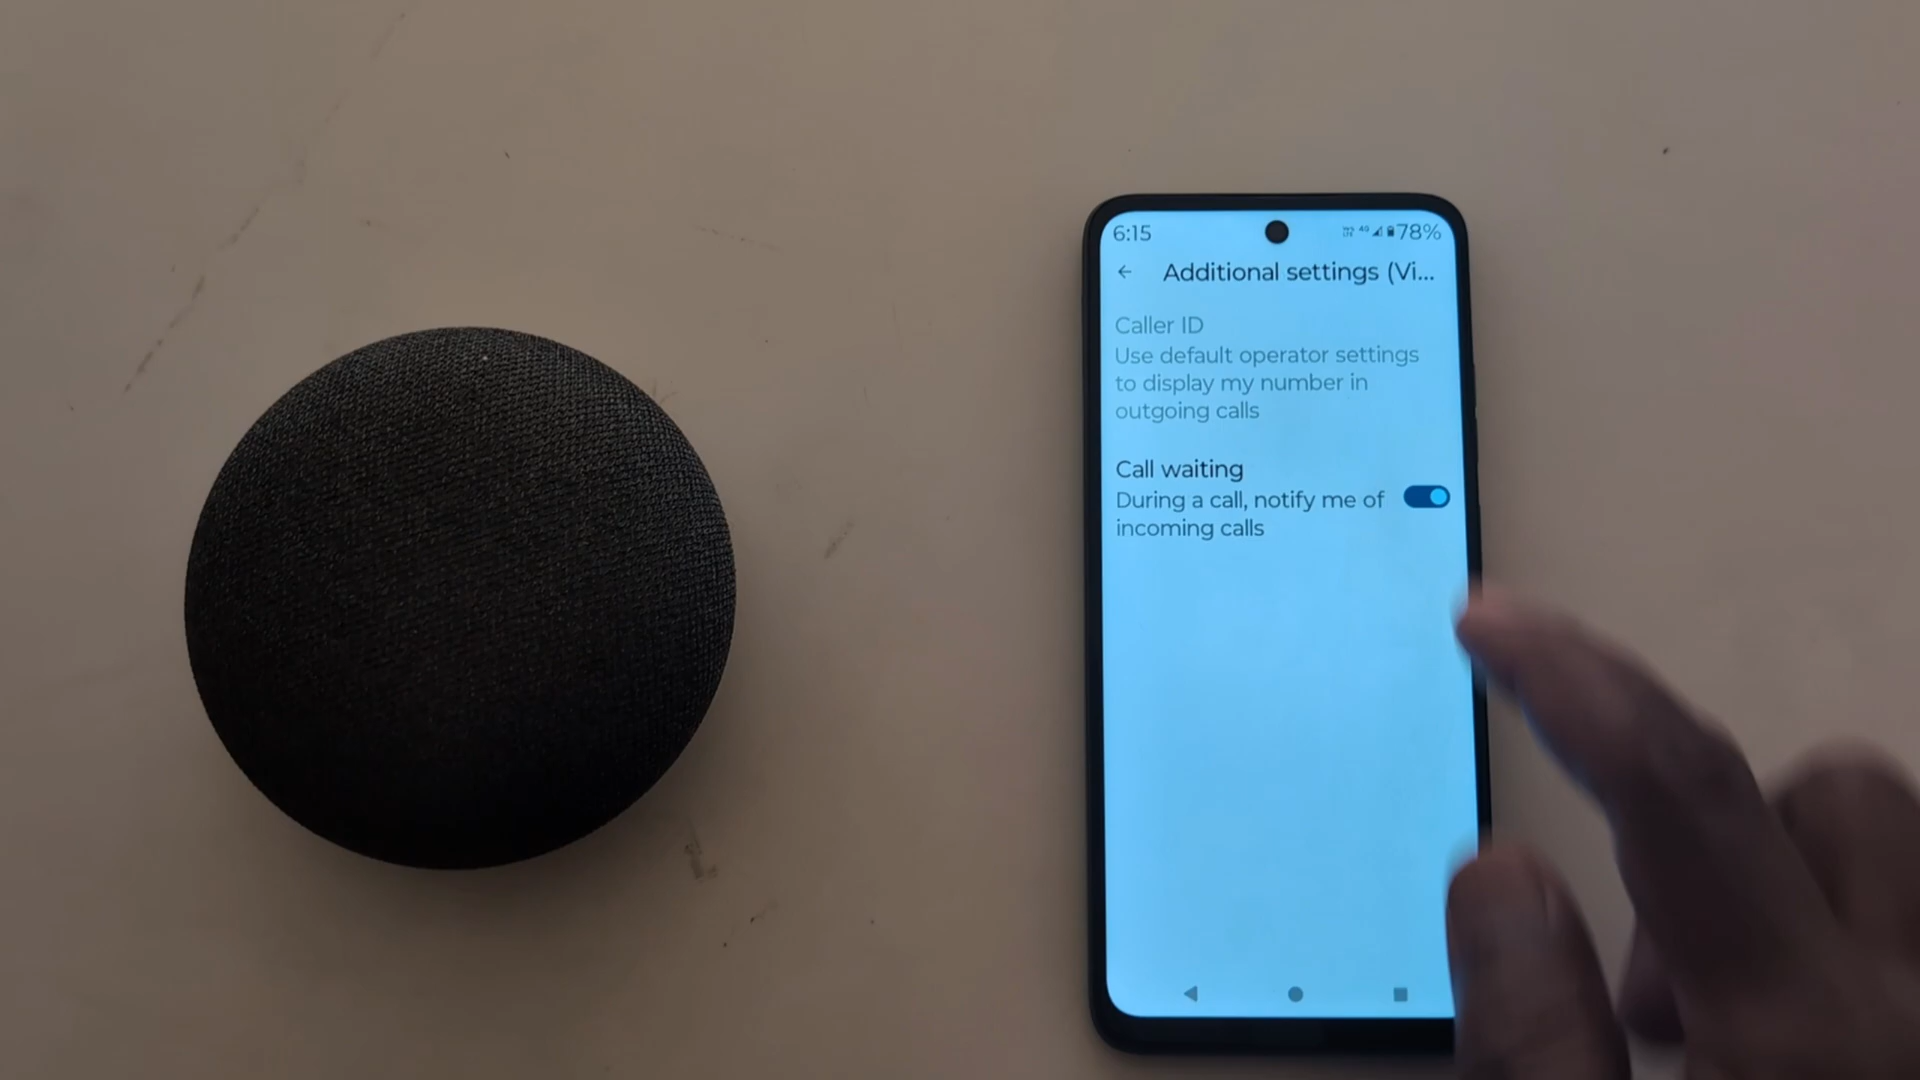 6:15
78%
Additional settings (Vi...
Caller ID
Use default operator settings
to display my number in
outgoing calls
Call waiting
During a call, notify me of
incoming calls